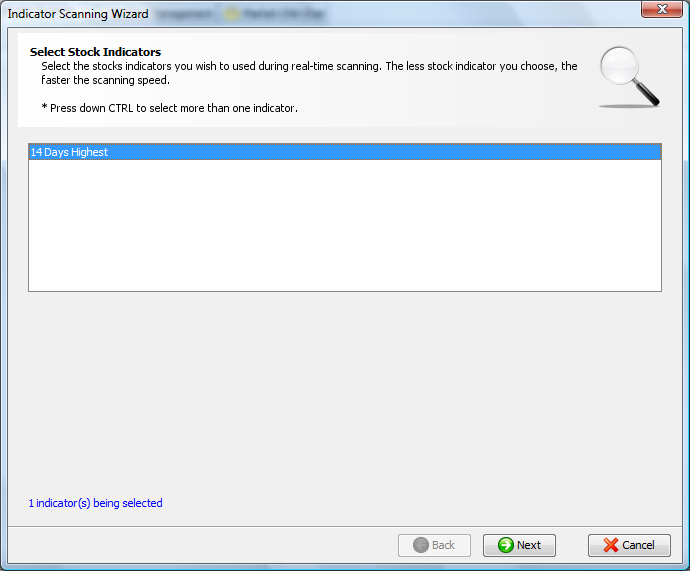 Indicator Scanning Wizard
Select Stock Indicators
Select the stocks indicators you wish to used during real-time scanning. The less stock indicator you choose, the
faster the scanning speed.
* Press down CTRL to select more than one indicator.
14 Days Highest
1 indicator(s) being selected
Back
Next
Cancel